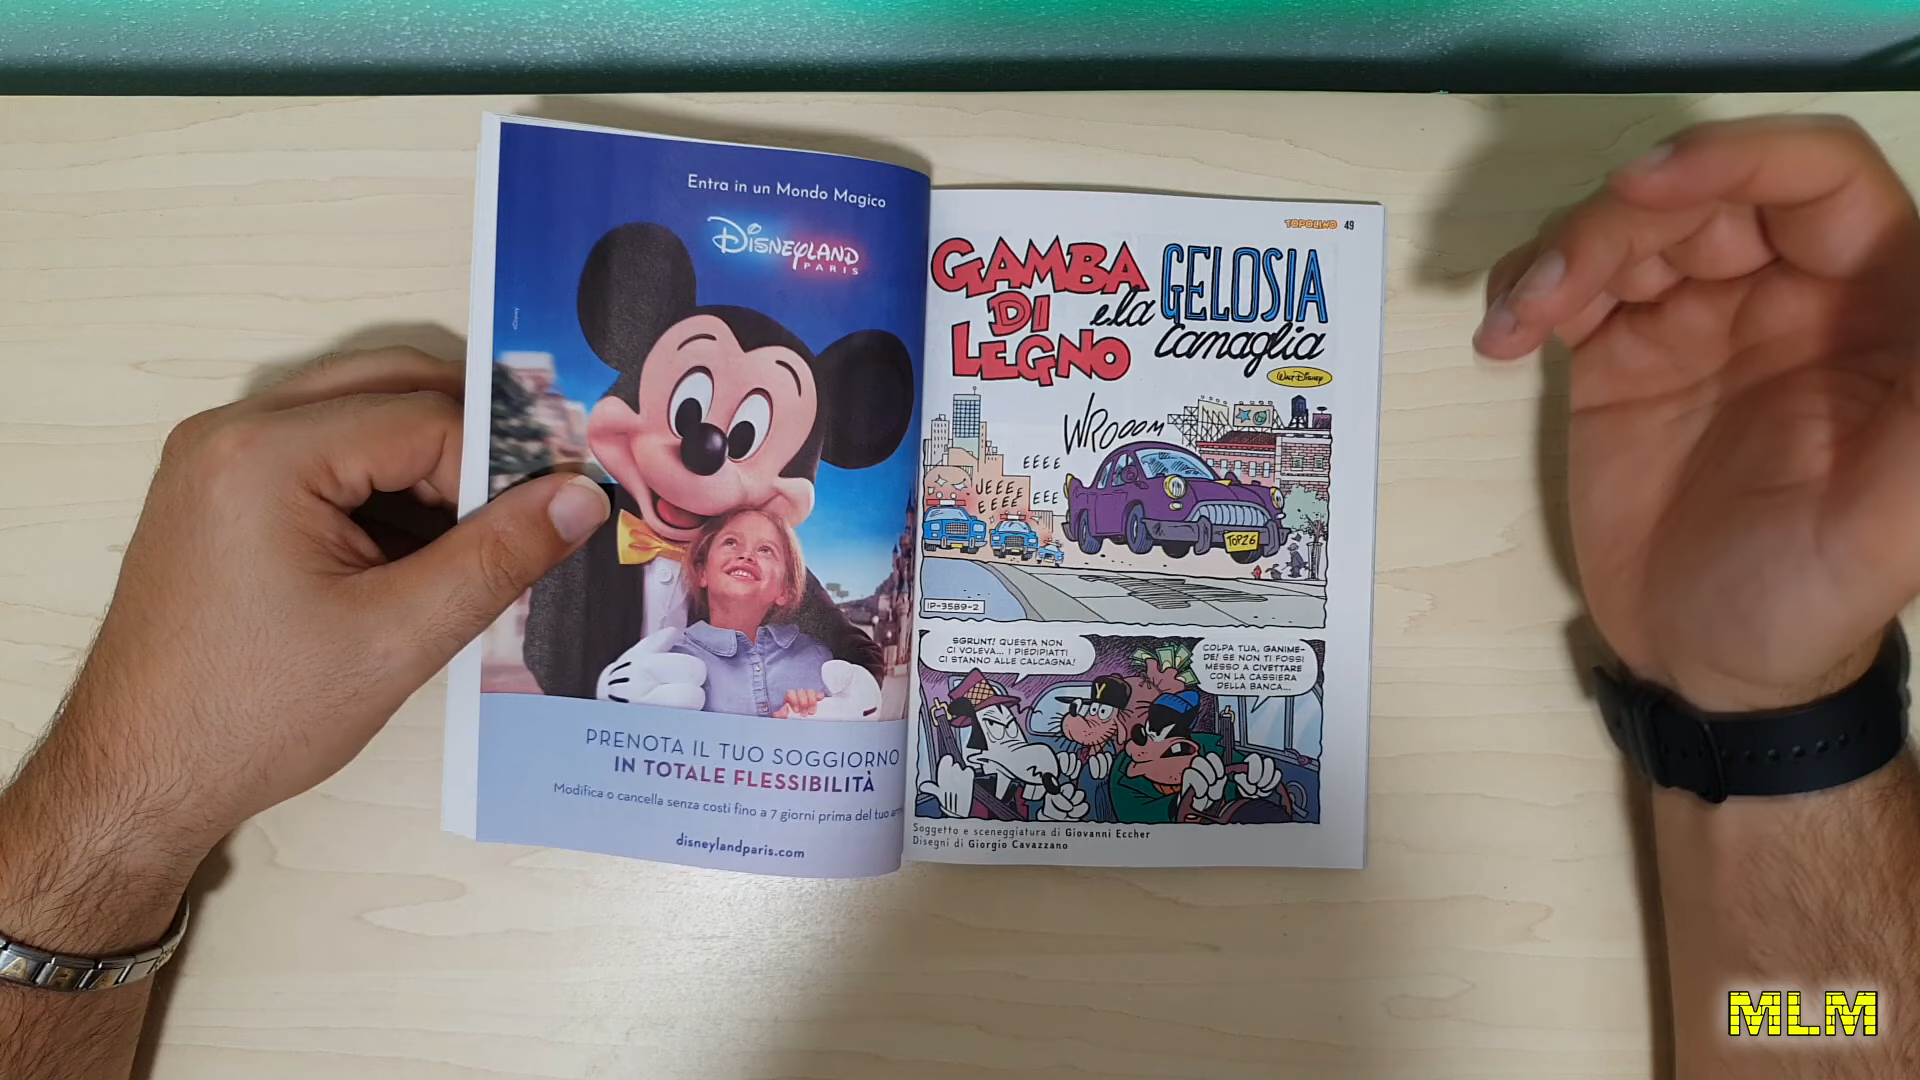 Entra in un Mondo Magico
DISNEYLAND
PARIS
©Disney
PRENOTA IL TUO SOGGIORNO
IN TOTALE FLESSIBILITÀ
Modifica o cancella senza costi fino a 7 giorni prima del tuo
disneylandparis.com
TOPOLINO 49
GAMBA
DI
LEGNO
e la GELOSIA
canaglia
WALT DISNEY
WROOOM
EEEE
UEEEE
EEEE
EEE
TOP26
IP-3589-2
SGRUNT! QUESTA NON
CI VOLEVA... I PIEDIPIATTI
CI STANNO ALLE CALCAGNA!
COLPA TUA, GANIME-
DE! SE NON TI FOSSI
MESSO A CIVETTARE
CON LA CASSIERA
DELLA BANCA...
Y
Soggetto e sceneggiatura di Giovanni Eccher
Disegni di Giorgio Cavazzano
MLM